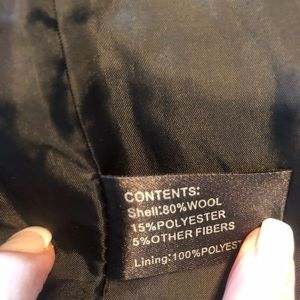 CONTENTS:
Shell:80%WOOL
15%POLYESTER
5%OTHER FIBERS
Lining:100%POLYEST